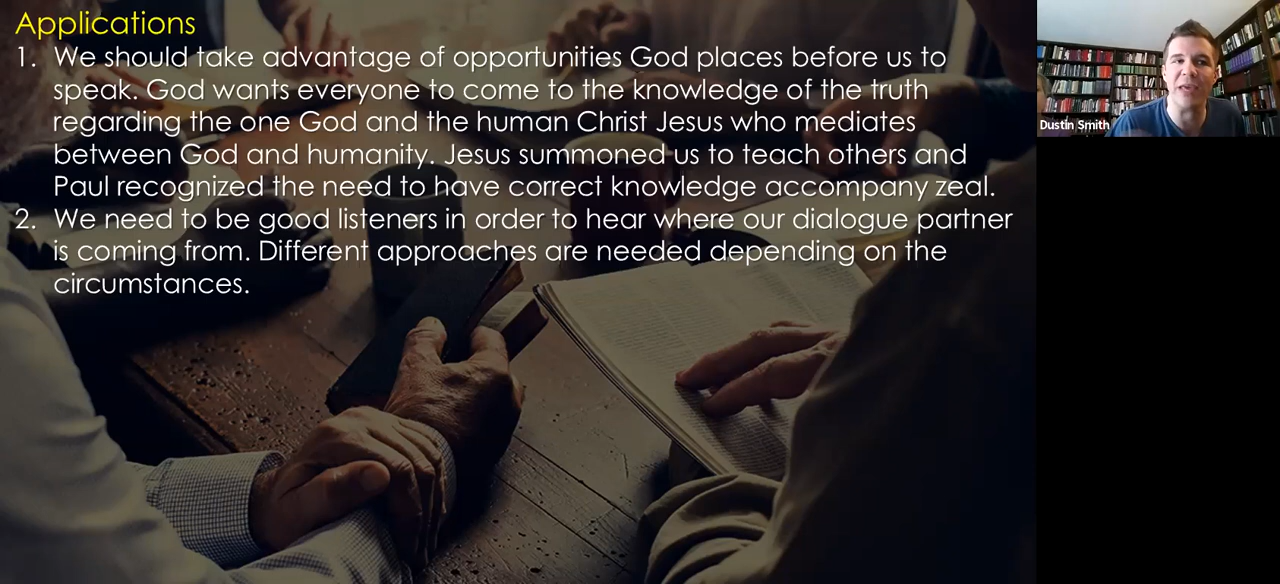 Applications
1. We should take advantage of opportunities God places before us to
speak. God wants everyone to come to the knowledge of the truth
regarding the one God and the human Christ Jesus who mediates
between God and humanity. Jesus summoned us to teach others and
Paul recognized the need to have correct knowledge accompany zeal.
2. We need to be good listeners in order to hear where our dialogue partner
is coming from. Different approaches are needed depending on the
circumstances.
Dustin Smith